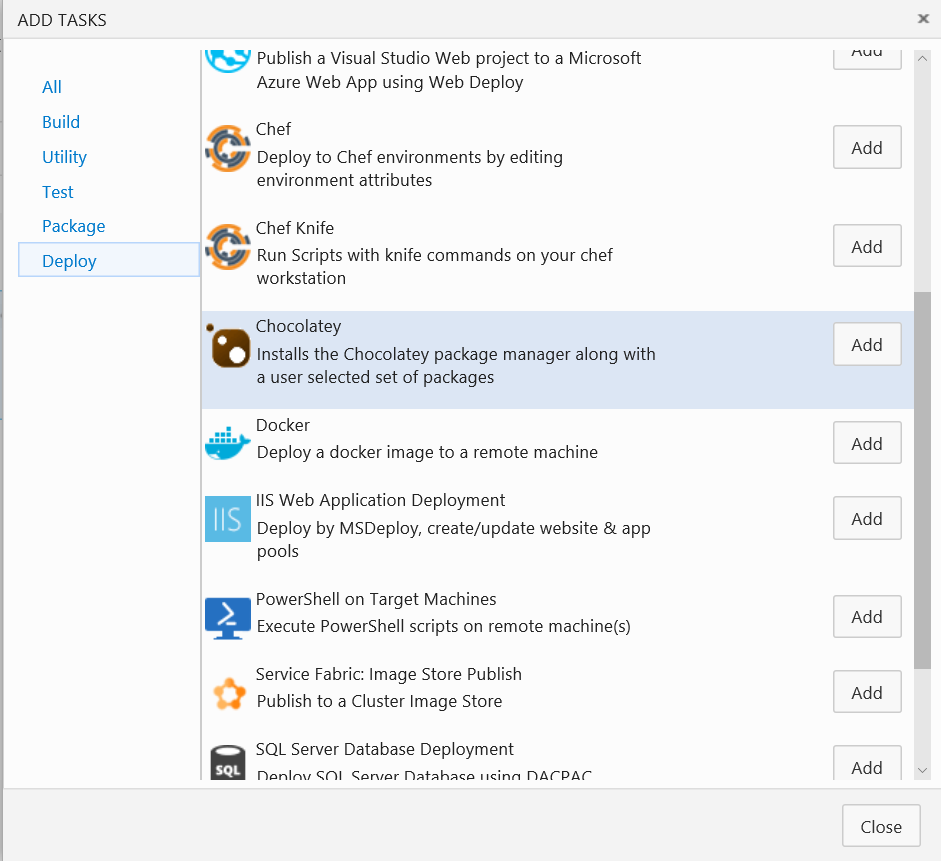 ADD TASKS
All
Build
Utility
Test
Package
Deploy
Publish a Visual Studio Web project to a Microsoft
Azure Web App using Web Deploy
Add
Chef
Deploy to Chef environments by editing
environment attributes
Add
Chef Knife
Run Scripts with knife commands on your chef
workstation
Add
Chocolatey
Installs the Chocolatey package manager along with
a user selected set of packages
Add
Docker
Deploy a docker image to a remote machine
Add
IIS
IIS Web Application Deployment
Deploy by MSDeploy, create/update website & app
pools
Add
PowerShell on Target Machines
Execute PowerShell scripts on remote machine(s)
Add
Service Fabric: Image Store Publish
Publish to a Cluster Image Store
Add
SQL
SQL Server Database Deployment
Deploy SQL Server Database using DACPAC
Add
Close